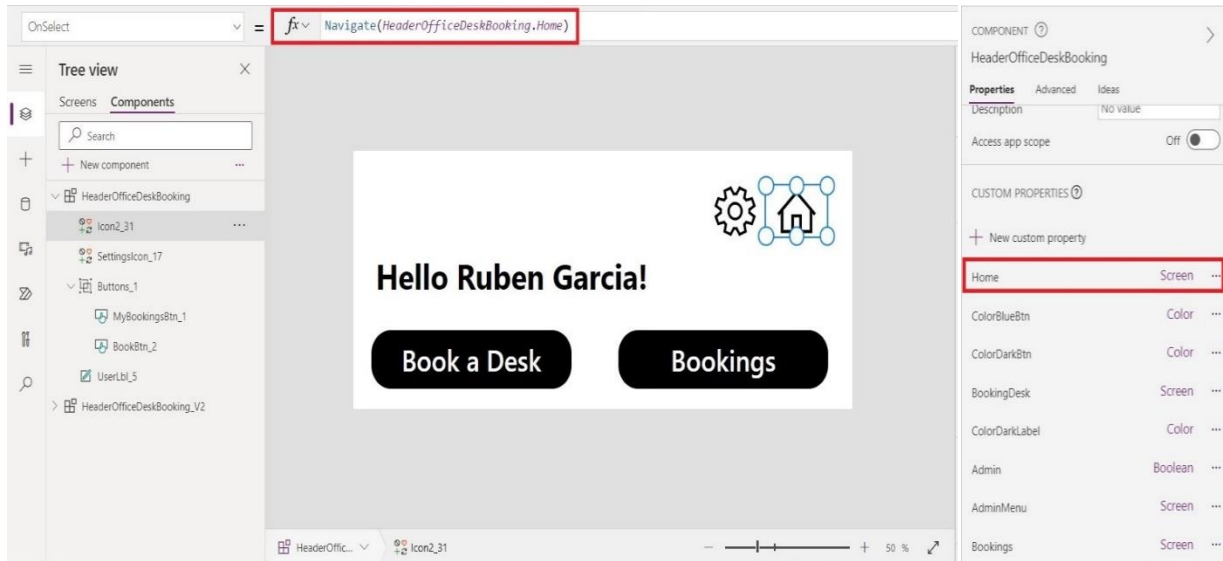 OnSelect
=
fx
Navigate(HeaderOfficeDeskBooking.Home)
Tree view
Screens Components
Search
New component ...
HeaderOfficeDeskBooking
Icon2_31 ...
SettingsIcon_17
Buttons_1
MyBookingsBtn_1
BookBtn_2
UserLbl_5
HeaderOfficeDeskBooking_V2
Hello Ruben Garcia!
Book a Desk
Bookings
HeaderOffic...
Icon2_31
50 %
COMPONENT
HeaderOfficeDeskBooking
Properties Advanced Ideas
Description No value
Access app scope Off
CUSTOM PROPERTIES
New custom property
Home Screen ...
ColorBlueBtn Color ...
ColorDarkBtn Color ...
BookingDesk Screen ...
ColorDarkLabel Color ...
Admin Boolean ...
AdminMenu Screen ...
Bookings Screen ...